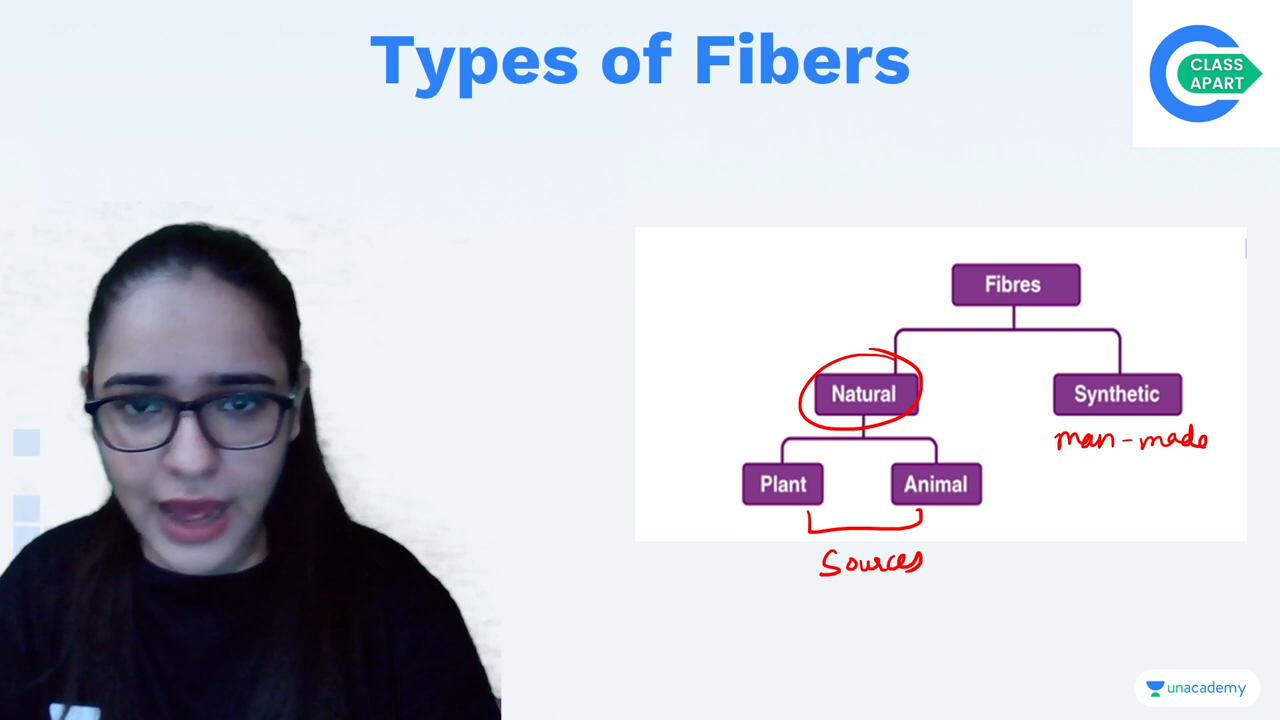 Types of Fibers
CLASS
APART
Fibres
Natural
Synthetic
man-made
Plant
Animal
Sources
unacademy